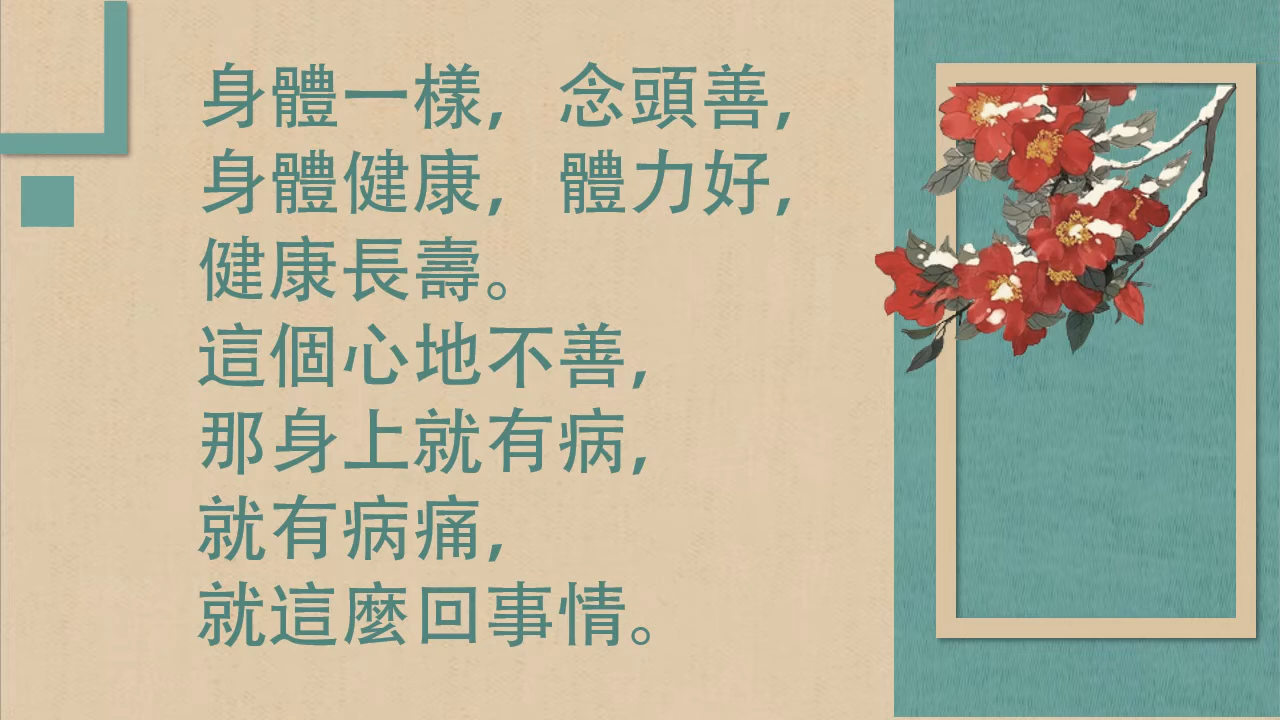 身體一樣，念頭善，
身體健康，體力好，
健康長壽。
這個心地不善，
那身上就有病，
就有病痛，
就這麼回事情。